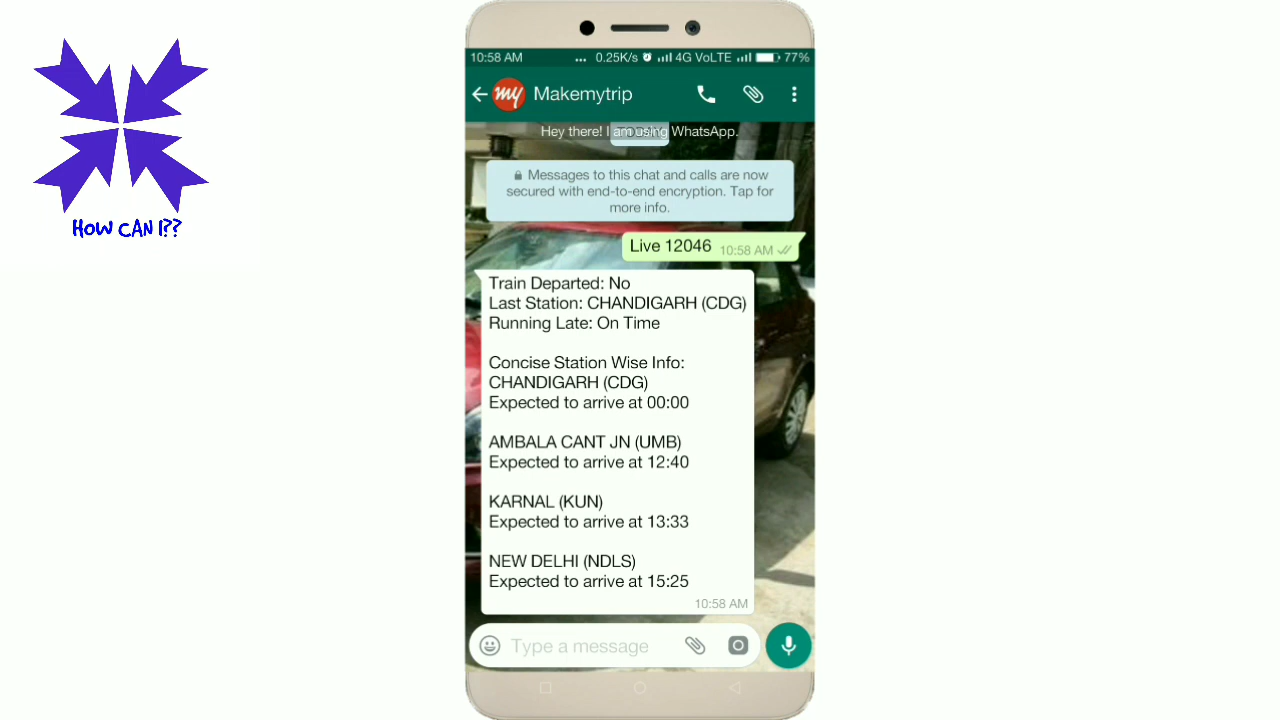 HOW CAN I??
10:58 AM
... 0.25K/s 4G VoLTE 77%
my
Makemytrip
Hey there! I am using WhatsApp.
Messages to this chat and calls are now
secured with end-to-end encryption. Tap for
more info.
Live 12046 10:58 AM
Train Departed: No
Last Station: CHANDIGARH (CDG)
Running Late: On Time
Concise Station Wise Info:
CHANDIGARH (CDG)
Expected to arrive at 00:00
AMBALA CANT JN (UMB)
Expected to arrive at 12:40
KARNAL (KUN)
Expected to arrive at 13:33
NEW DELHI (NDLS)
Expected to arrive at 15:25
10:58 AM
Type a message